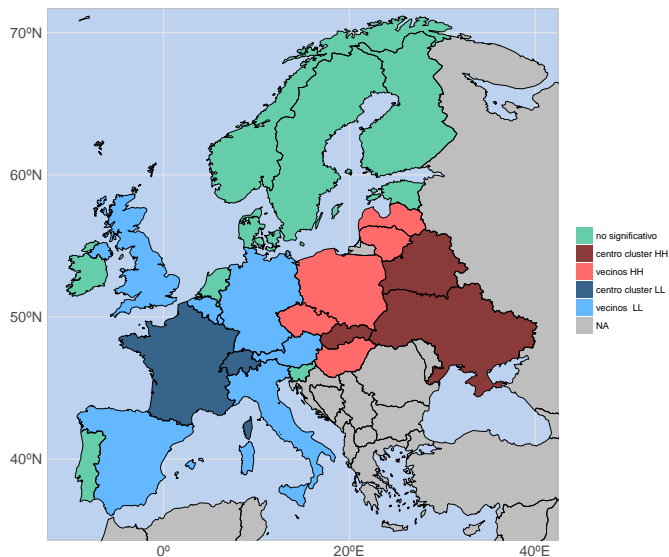 70ºN
60ºN
50ºN
40ºN
0º
20ºE
40ºE
no significativo
centro cluster HH
vecinos HH
centro cluster LL
vecinos  LL
NA